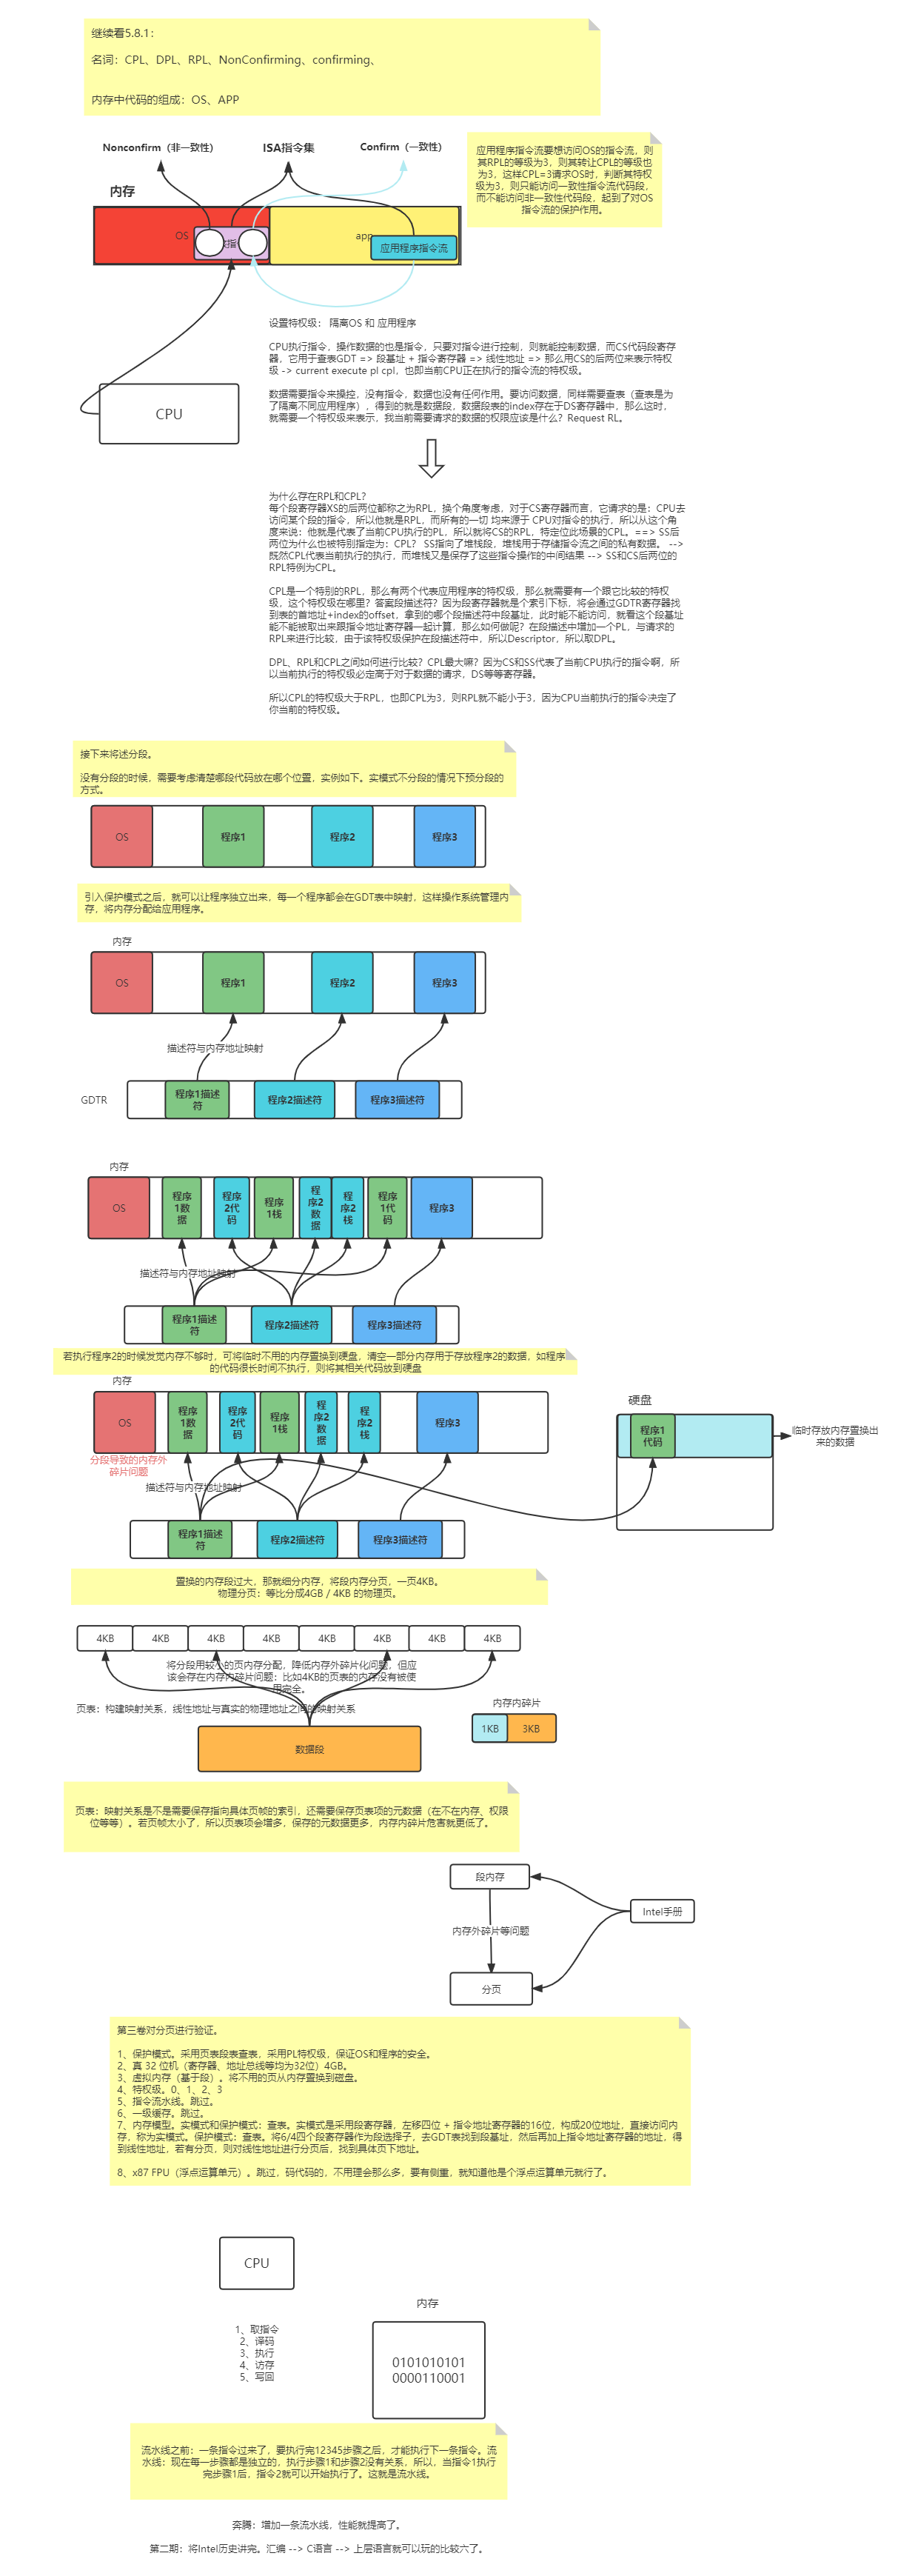 继续看5.8.1:
名词：CPL、DPL、RPL、NonConfirming、confirming、
内存中代码的组成：OS、APP
Nonconfirm（非一致性）
ISA指令集
Confirm（一致性）
应用程序指令流要想访问OS的指令流，则
其RPL的等级为3，则其转让CPL的等级也
为3，这样CPL=3请求OS时，判断其特权
级为3，则只能访问一致性指令流代码段，
而不能访问非一致性代码段，起到了对OS
指令流的保护作用。
内存
OS
app
应用程序指令流
设置特权级： 隔离OS 和 应用程序
CPU执行指令，操作数据的也是指令，只要对指令进行控制，则就能控制数据，而CS代码段寄存
器，它用于查表GDT => 段基址 + 指令寄存器 => 线性地址 => 那么用CS的后两位来表示特权
级 -> current execute pl cpl，也即当前CPU正在执行的指令流的特权级。
CPU
数据需要指令来操控，没有指令，数据也没有任何作用。要访问数据，同样需要查表（查表是为
了隔离不同应用程序），得到的就是数据段，数据段表的index存在于DS寄存器中，那么这时，
就需要一个特权级来表示，我当前需要请求的数据的权限应该是什么？Request RL。
为什么存在RPL和CPL?
每个段寄存器XS的后两位都称之为RPL，换个角度考虑，对于CS寄存器而言，它请求的是：CPU去
访问某个段的指令，所以他就是RPL，而所有的一切 均来源于 CPU对指令的执行，所以从这个角
度来说：他就是代表了当前CPU执行的PL，所以就将CS的RPL，特定位此场景的CPL。==> SS后
两位为什么也被特别指定为：CPL？ SS指向了堆栈段，堆栈用于存储指令流之间的私有数据。 -->
既然CPL代表当前执行的执行，而堆栈又是保存了这些指令操作的中间结果 --> SS和CS后两位的
RPL特例为CPL。
CPL是一个特别的RPL，那么有两个代表应用程序的特权级，那么就需要有一个跟它比较的特权
级，这个特权级在哪里？答案段描述符？因为段寄存器就是个索引下标，将会通过GDTR寄存器找
到表的首地址+index的offset，拿到的哪个段描述符中段基址，此时能不能访问，就看这个段基址
能不能被取出来跟指令地址寄存器一起计算，那么如何做呢？在段描述中增加一个PL，与请求的
RPL来进行比较，由于该特权级保护在段描述符中，所以Descriptor，所以取DPL。
DPL、RPL和CPL之间如何进行比较？CPL最大嘛？因为CS和SS代表了当前CPU执行的指令啊，所
以当前执行的特权级必定高于对于数据的请求，DS等等寄存器。
所以CPL的特权级大于RPL，也即CPL为3，则RPL就不能小于3，因为CPU当前执行的指令决定了
你当前的特权级。
接下来将述分段。
没有分段的时候，需要考虑清楚哪段代码放在哪个位置，实例如下。实模式不分段的情况下预分段的
方式。
OS
程序1
程序2
程序3
引入保护模式之后，就可以让程序独立出来，每一个程序都会在GDT表中映射，这样操作系统管理内
存，将内存分配给应用程序。
内存
OS
程序1
程序2
程序3
描述符与内存地址映射
GDTR
程序1描述
符
程序2描述符
程序3描述符
内存
OS
程序
1数
据
程序
2代
码
程序
1栈
程
序2
数
据
程
序2
栈
程序
1代
码
程序3
描述符与内存地址映射
程序1描述
符
程序2描述符
程序3描述符
若执行程序2的时候发觉内存不够时，可将临时不用的内存置换到硬盘，清空一部分内存用于存放程序2的数据，如程序
的代码很长时间不执行，则将其相关代码放到硬盘
内存
OS
程序
1数
据
程序
2代
码
程序
1栈
程
序2
数
据
程
序2
栈
程序3
硬盘
程序1
代码
临时存放内存置换出
来的数据
分段导致的内存外
碎片问题
描述符与内存地址映射
程序1描述
符
程序2描述符
程序3描述符
置换的内存段过大，那就细分内存，将段内存分页，一页4KB。
物理分页：等比分成4GB / 4KB 的物理页。
4KB
4KB
4KB
4KB
4KB
4KB
4KB
4KB
将分段用较小的页内存分配，降低内存外碎片化问题，但应
该会存在内存内碎片问题：比如4KB的页表的内存没有被使
用完全。
页表：构建映射关系，线性地址与真实的物理地址之间的映射关系
内存内碎片
1KB
3KB
数据段
页表：映射关系是不是需要保存指向具体页帧的索引，还需要保存页表项的元数据（在不在内存、权限
位等等）。若页帧太小了，所以页表项会增多，保存的元数据更多，内存内碎片危害就更低了。
段内存
Intel手册
内存外碎片等问题
分页
第三卷对分页进行验证。
1、保护模式。采用页表段表查表，采用PL特权级，保证OS和程序的安全。
2、真 32 位机（寄存器、地址总线等均为32位）4GB。
3、虚拟内存（基于段）。将不用的页从内存置换到磁盘。
4、特权级。0、1、2、3
5、指令流水线。跳过。
6、一级缓存。跳过。
7、内存模型。实模式和保护模式：查表。实模式是采用段寄存器，左移四位 + 指令地址寄存器的16位，构成20位地址，直接访问内
存，称为实模式。保护模式：查表。将6/4四个段寄存器作为段选择子，去GDT表找到段基址，然后再加上指令地址寄存器的地址，得
到线性地址，若有分页，则对线性地址进行分页后，找到具体页下地址。
8、x87 FPU（浮点运算单元）。跳过，码代码的，不用理会那么多，要有侧重，就知道他是个浮点运算单元就行了。
CPU
内存
1、取指令
2、译码
3、执行
4、访存
5、写回
0101010101
0000110001
流水线之前：一条指令过来了，要执行完12345步骤之后，才能执行下一条指令。流
水线：现在每一步骤都是独立的，执行步骤1和步骤2没有关系，所以，当指令1执行
完步骤1后，指令2就可以开始执行了。这就是流水线。
奔腾：增加一条流水线，性能就提高了。
第二期：将Intel历史讲完。汇编 --> C语言 --> 上层语言就可以玩的比较六了。